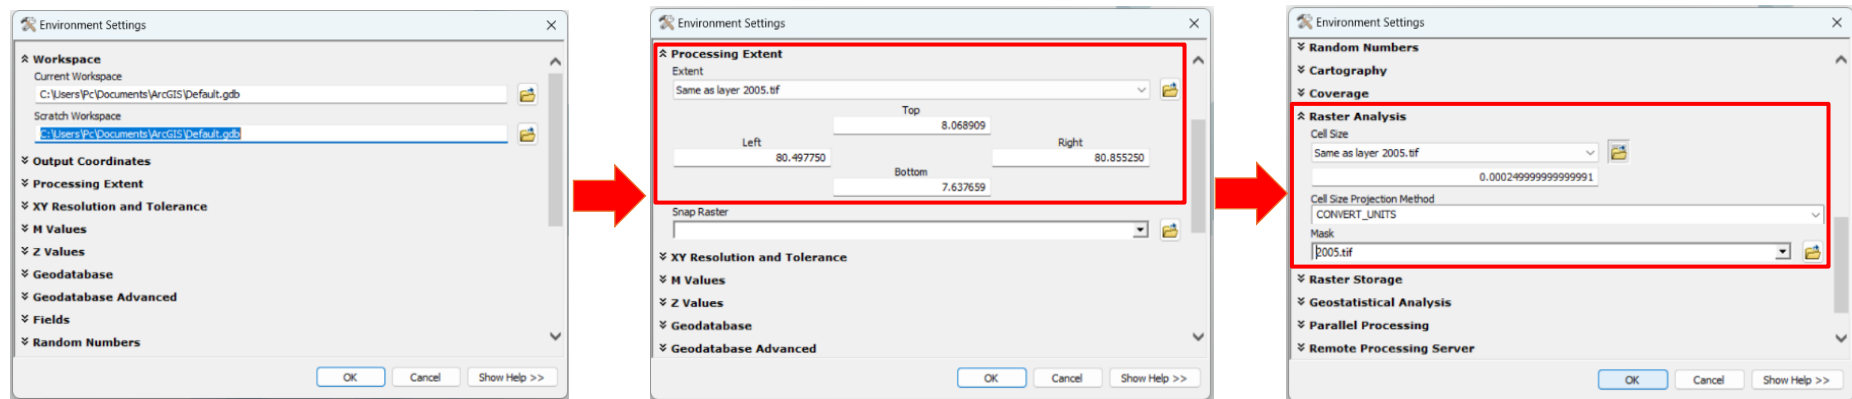 Environment Settings
Workspace
Current Workspace
C:\Users\Pc\Documents\ArcGIS\Default.gdb
Scratch Workspace
C:\Users\Pc\Documents\ArcGIS\Default.gdb
Output Coordinates
Processing Extent
XY Resolution and Tolerance
M Values
Z Values
Geodatabase
Geodatabase Advanced
Fields
Random Numbers
OK Cancel Show Help >>
Environment Settings
Processing Extent
Extent
Same as layer 2005.tif
Top
8.068909
Left Right
80.497750 80.855250
Bottom
7.637659
Snap Raster
XY Resolution and Tolerance
M Values
Z Values
Geodatabase
Geodatabase Advanced
OK Cancel Show Help >>
Environment Settings
Random Numbers
Cartography
Coverage
Raster Analysis
Cell Size
Same as layer 2005.tif
0.000249999999999991
Cell Size Projection Method
CONVERT_UNITS
Mask
2005.tif
Raster Storage
Geostatistical Analysis
Parallel Processing
Remote Processing Server
OK Cancel Show Help >>